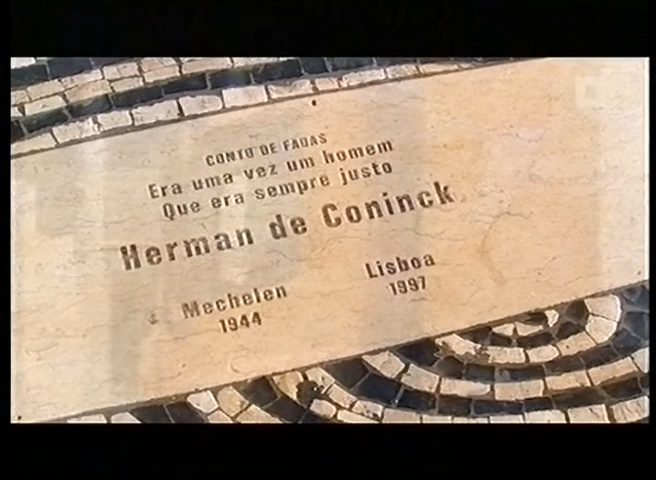 CONTO DE FADAS
Era uma vez um homem
Que era sempre justo
Herman de Coninck
Mechelen
1944
Lisboa
1997